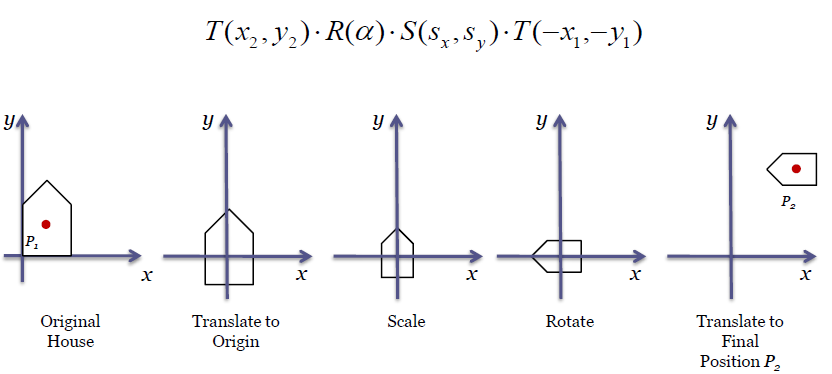 T(x₂, y₂) · R(α) · S(sₓ, s_y) · T(−x₁,−y₁)
y
y
y
y
y
P₁
P₂
x
x
x
x
x
Original
House
Translate to
Origin
Scale
Rotate
Translate to
Final
Position P₂